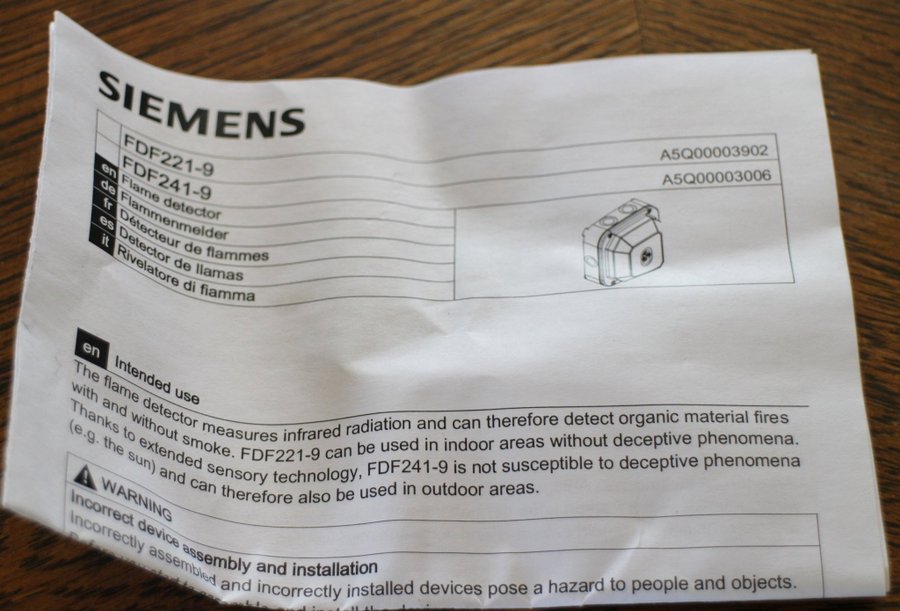 SIEMENS
FDF221-9 A5Q00003902
FDF241-9 A5Q00003006
en Flame detector
de Flammenmelder
fr Détecteur de flammes
es Detector de llamas
it Rivelatore di fiamma
en Intended use
The flame detector measures infrared radiation and can therefore detect organic material fires
with and without smoke. FDF221-9 can be used in indoor areas without deceptive phenomena.
Thanks to extended sensory technology, FDF241-9 is not susceptible to deceptive phenomena
(e.g. the sun) and can therefore also be used in outdoor areas.
WARNING
Incorrect device assembly and installation
Incorrectly assembled and incorrectly installed devices pose a hazard to people and objects.